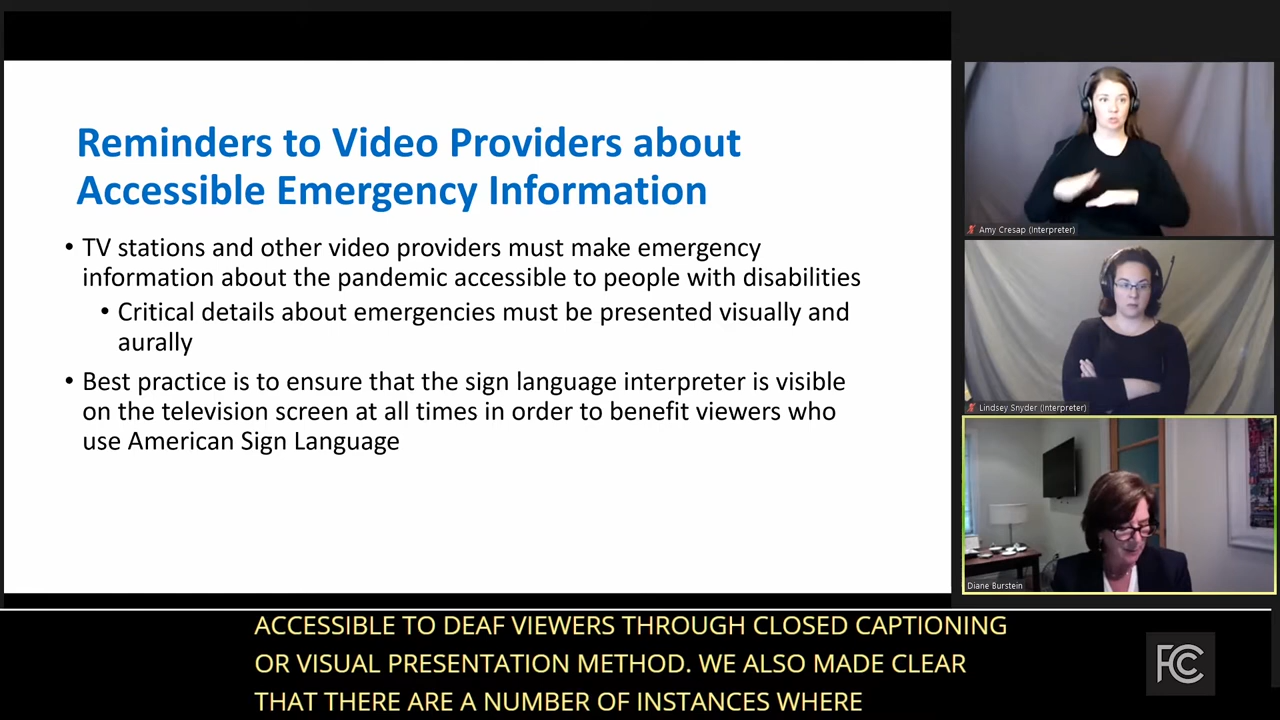 Reminders to Video Providers about
Accessible Emergency Information
• TV stations and other video providers must make emergency
information about the pandemic accessible to people with disabilities
• Critical details about emergencies must be presented visually and
aurally
• Best practice is to ensure that the sign language interpreter is visible
on the television screen at all times in order to benefit viewers who
use American Sign Language
Amy Cresap (Interpreter)
Lindsey Snyder (Interpreter)
Diane Burstein
ACCESSIBLE TO DEAF VIEWERS THROUGH CLOSED CAPTIONING
OR VISUAL PRESENTATION METHOD. WE ALSO MADE CLEAR
THAT THERE ARE A NUMBER OF INSTANCES WHERE
FCC